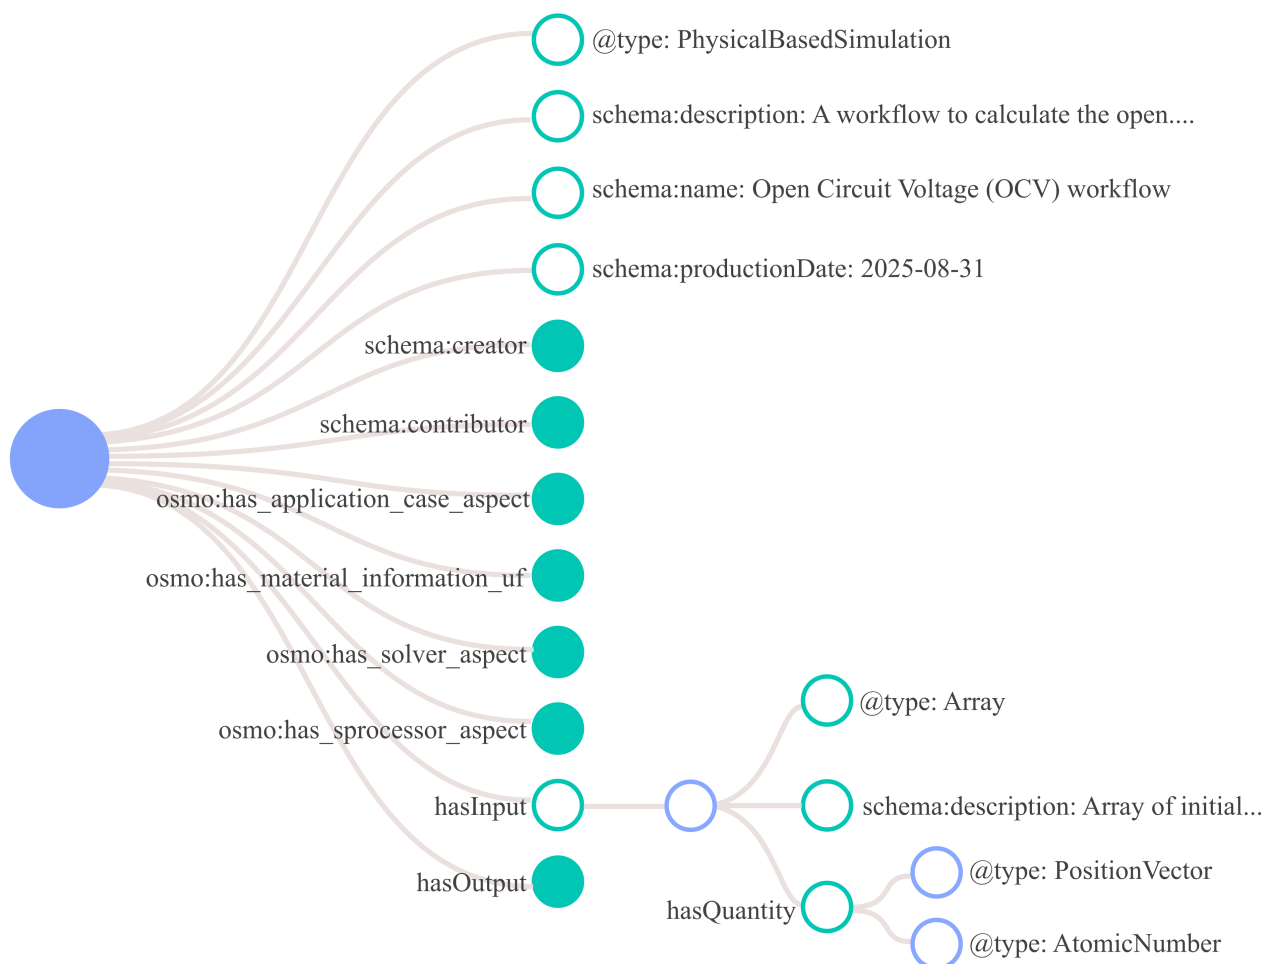 @type: PhysicalBasedSimulation
schema:description: A workflow to calculate the open....
schema:name: Open Circuit Voltage (OCV) workflow
schema:productionDate: 2025-08-31
schema:creator
schema:contributor
osmo:has_application_case_aspect
osmo:has_material_information_uf
osmo:has_solver_aspect
osmo:has_sprocessor_aspect
@type: Array
hasInput
schema:description: Array of initial...
hasOutput
@type: PositionVector
hasQuantity
@type: AtomicNumber